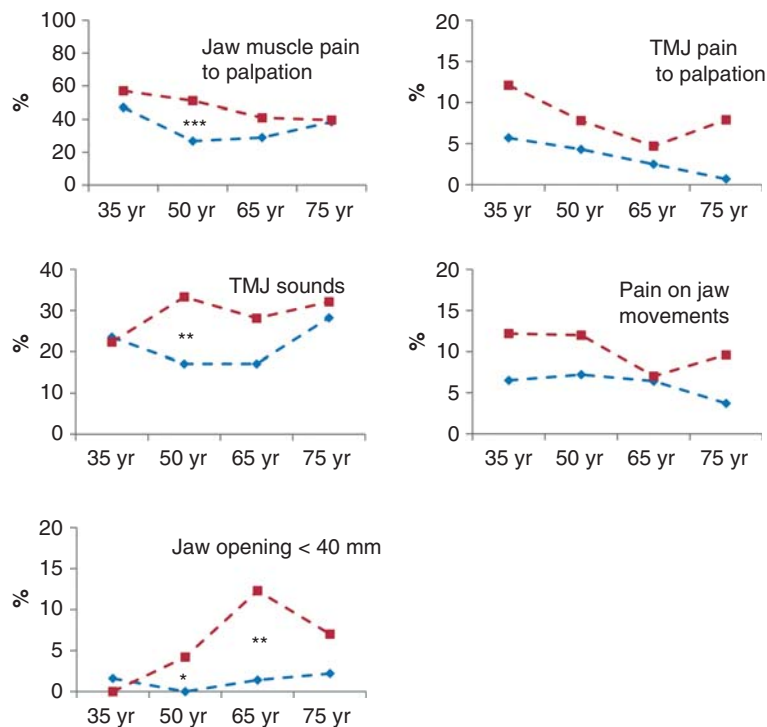 100
80
60
40
20
0
%
Jaw muscle pain
to palpation
***
35 yr 50 yr 65 yr 75 yr
20
15
10
5
0
%
TMJ pain
to palpation
35 yr 50 yr 65 yr 75 yr
40
30
20
10
0
%
TMJ sounds
**
35 yr 50 yr 65 yr 75 yr
20
15
10
5
0
%
Pain on jaw
movements
35 yr 50 yr 65 yr 75 yr
20
15
10
5
0
%
Jaw opening < 40 mm
**
*
35 yr 50 yr 65 yr 75 yr